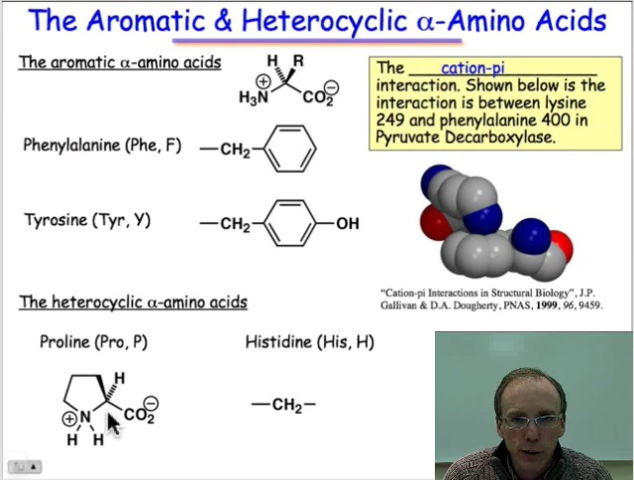 The Aromatic & Heterocyclic α-Amino Acids
The aromatic α-amino acids
H R
H3N
CO2
The cation-pi
interaction. Shown below is the
interaction is between lysine
249 and phenylalanine 400 in
Pyruvate Decarboxylase.
Phenylalanine (Phe, F)
—CH2
Tyrosine (Tyr, Y)
—CH2
—OH
"Cation-pi Interactions in Structural Biology", J.P.
Gallivan & D.A. Dougherty, PNAS, 1999, 96, 9459.
The heterocyclic α-amino acids
Proline (Pro, P)
Histidine (His, H)
H
N
CO2
H H
—CH2—